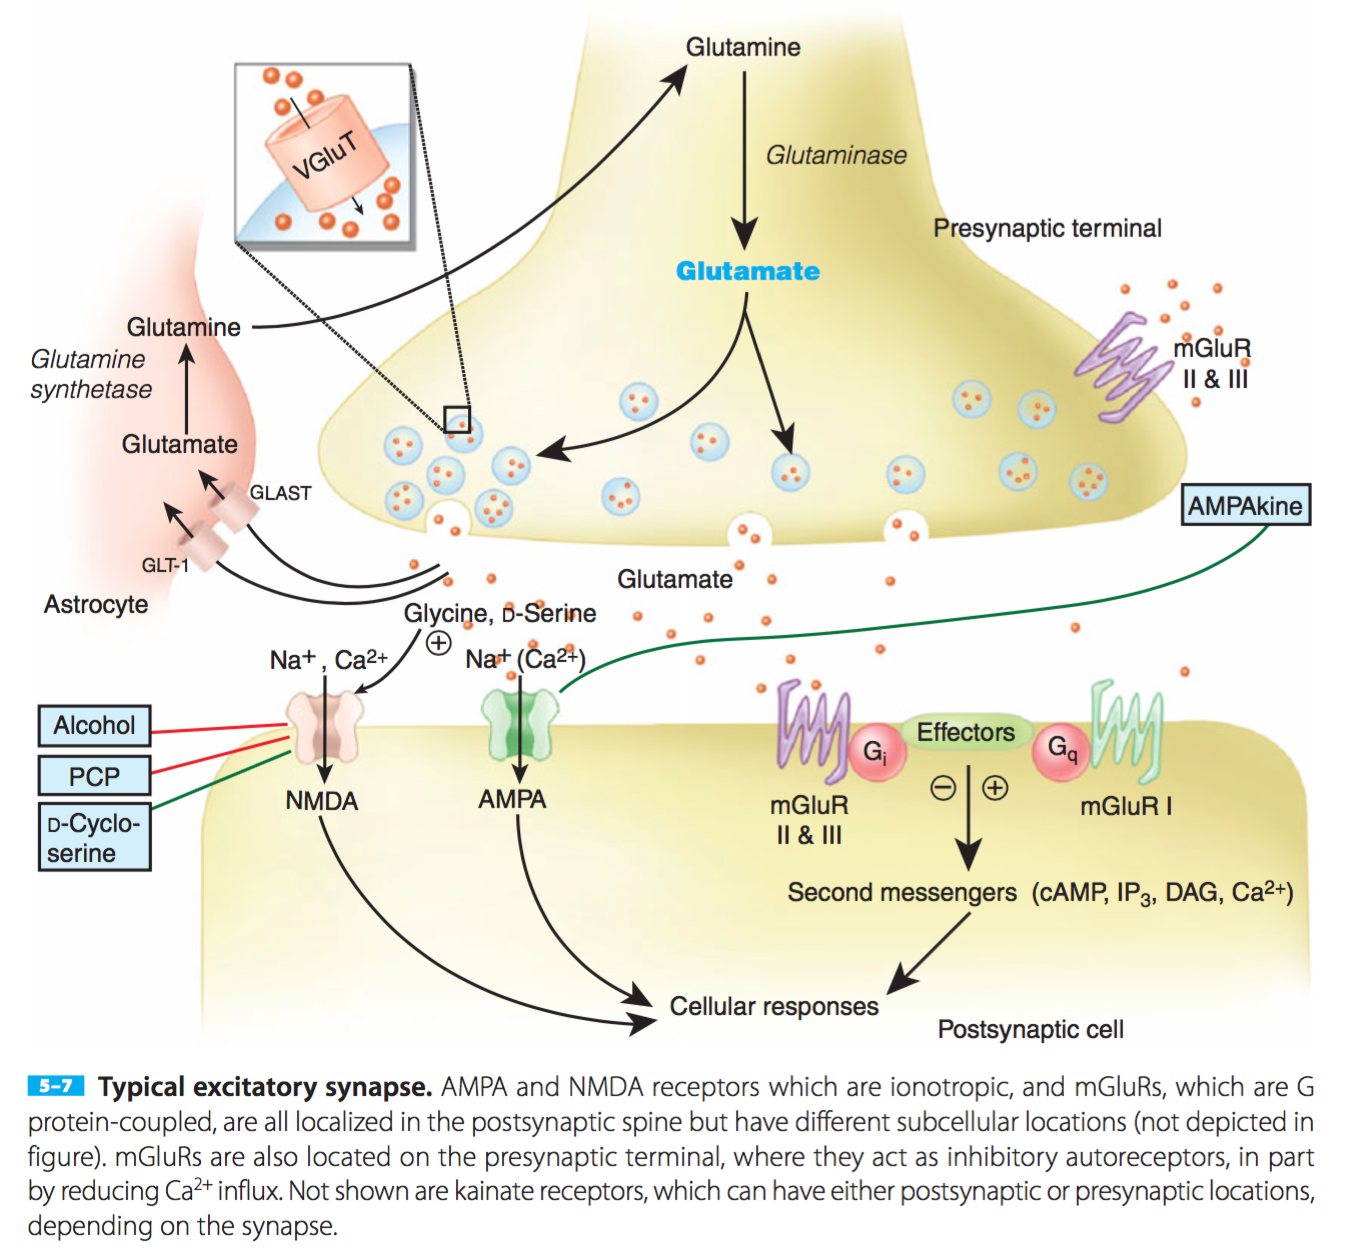 Glutamine
VGluT
Glutaminase
Presynaptic terminal
Glutamate
Glutamine
Glutamine
synthetase
mGluR
II & III
Glutamate
GLAST
AMPAkine
GLT-1
Glutamate
Astrocyte
Glycine, D-Serine
+
Na+ , Ca2+
Na+ (Ca2+)
Alcohol
Effectors
Gi
Gq
PCP
− +
NMDA
AMPA
mGluR
II & III
mGluR I
D-Cyclo-
serine
Second messengers (cAMP, IP3, DAG, Ca2+)
Cellular responses
Postsynaptic cell
5–7 Typical excitatory synapse. AMPA and NMDA receptors which are ionotropic, and mGluRs, which are G
protein-coupled, are all localized in the postsynaptic spine but have different subcellular locations (not depicted in
figure). mGluRs are also located on the presynaptic terminal, where they act as inhibitory autoreceptors, in part
by reducing Ca2+ influx. Not shown are kainate receptors, which can have either postsynaptic or presynaptic locations,
depending on the synapse.